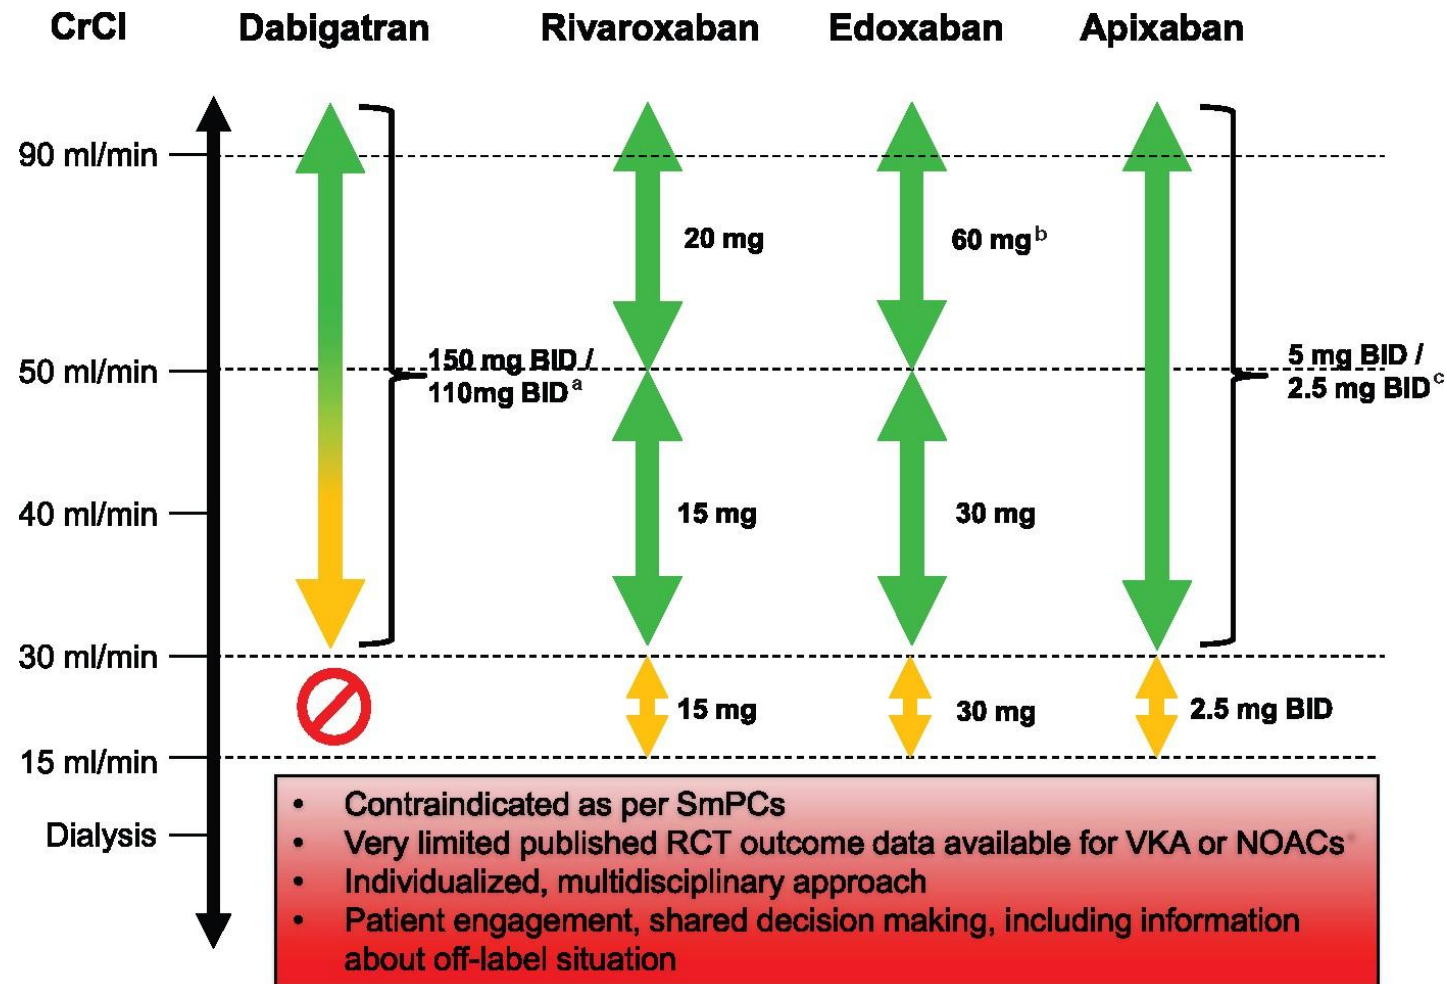 CrCl Dabigatran Rivaroxaban Edoxaban Apixaban
90 ml/min
20 mg 60 mgb
50 ml/min
150 mg BID /
110mg BIDa
5 mg BID /
2.5 mg BIDc
40 ml/min
15 mg 30 mg
30 ml/min
15 mg 30 mg 2.5 mg BID
15 ml/min
• Contraindicated as per SmPCs
Dialysis
• Very limited published RCT outcome data available for VKA or NOACs
• Individualized, multidisciplinary approach
• Patient engagement, shared decision making, including information
about off-label situation